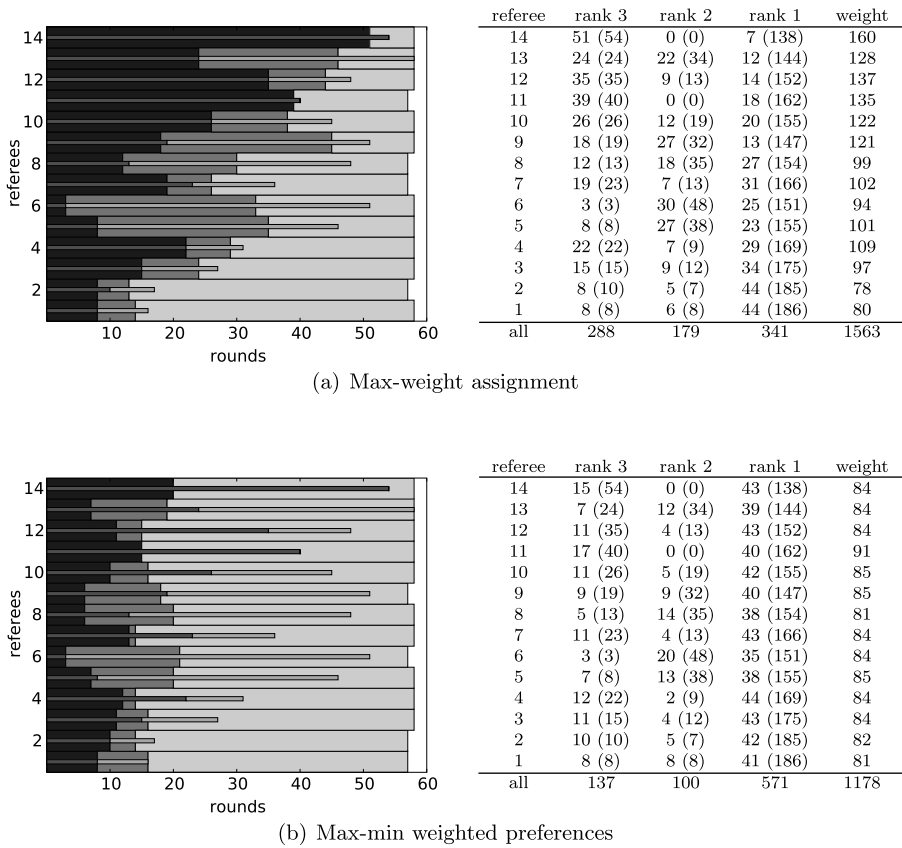 14
12
10
8
6
4
2
referees
10 20 30 40 50 60
rounds
referee rank 3 rank 2 rank 1 weight
14 51 (54) 0 (0) 7 (138) 160
13 24 (24) 22 (34) 12 (144) 128
12 35 (35) 9 (13) 14 (152) 137
11 39 (40) 0 (0) 18 (162) 135
10 26 (26) 12 (19) 20 (155) 122
9 18 (19) 27 (32) 13 (147) 121
8 12 (13) 18 (35) 27 (154) 99
7 19 (23) 7 (13) 31 (166) 102
6 3 (3) 30 (48) 25 (151) 94
5 8 (8) 27 (38) 23 (155) 101
4 22 (22) 7 (9) 29 (169) 109
3 15 (15) 9 (12) 34 (175) 97
2 8 (10) 5 (7) 44 (185) 78
1 8 (8) 6 (8) 44 (186) 80
all 288 179 341 1563
(a) Max-weight assignment
14
12
10
8
6
4
2
referees
10 20 30 40 50 60
rounds
referee rank 3 rank 2 rank 1 weight
14 15 (54) 0 (0) 43 (138) 84
13 7 (24) 12 (34) 39 (144) 84
12 11 (35) 4 (13) 43 (152) 84
11 17 (40) 0 (0) 40 (162) 91
10 11 (26) 5 (19) 42 (155) 85
9 9 (19) 9 (32) 40 (147) 85
8 5 (13) 14 (35) 38 (154) 81
7 11 (23) 4 (13) 43 (166) 84
6 3 (3) 20 (48) 35 (151) 84
5 7 (8) 13 (38) 38 (155) 85
4 12 (22) 2 (9) 44 (169) 84
3 11 (15) 4 (12) 43 (175) 84
2 10 (10) 5 (7) 42 (185) 82
1 8 (8) 8 (8) 41 (186) 81
all 137 100 571 1178
(b) Max-min weighted preferences